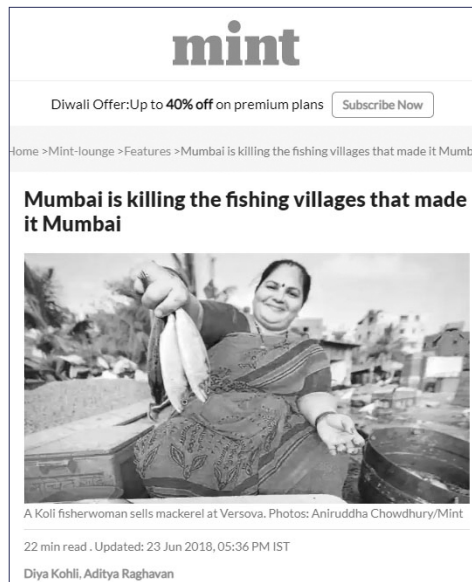 mint
Diwali Offer:Up to 40% off on premium plans Subscribe Now
Home >Mint-lounge >Features >Mumbai is killing the fishing villages that made it Mumb
Mumbai is killing the fishing villages that made
it Mumbai
A Koli fisherwoman sells mackerel at Versova. Photos: Aniruddha Chowdhury/Mint
22 min read . Updated: 23 Jun 2018, 05:36 PM IST
Diya Kohli, Aditya Raghavan